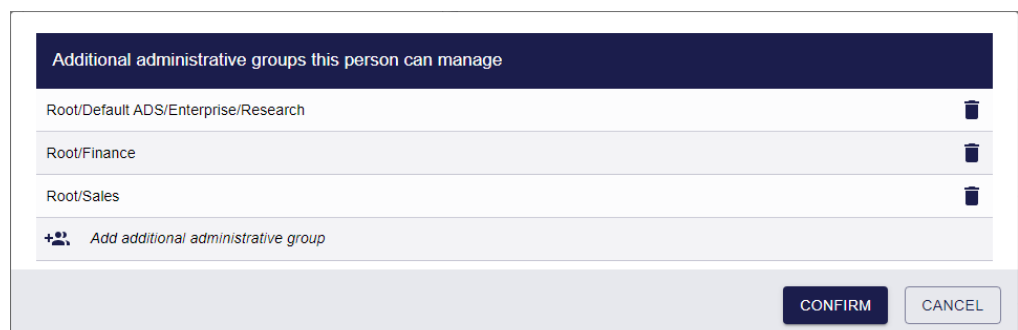 Additional administrative groups this person can manage
Root/Default ADS/Enterprise/Research
Root/Finance
Root/Sales
Add additional administrative group
CONFIRM
CANCEL